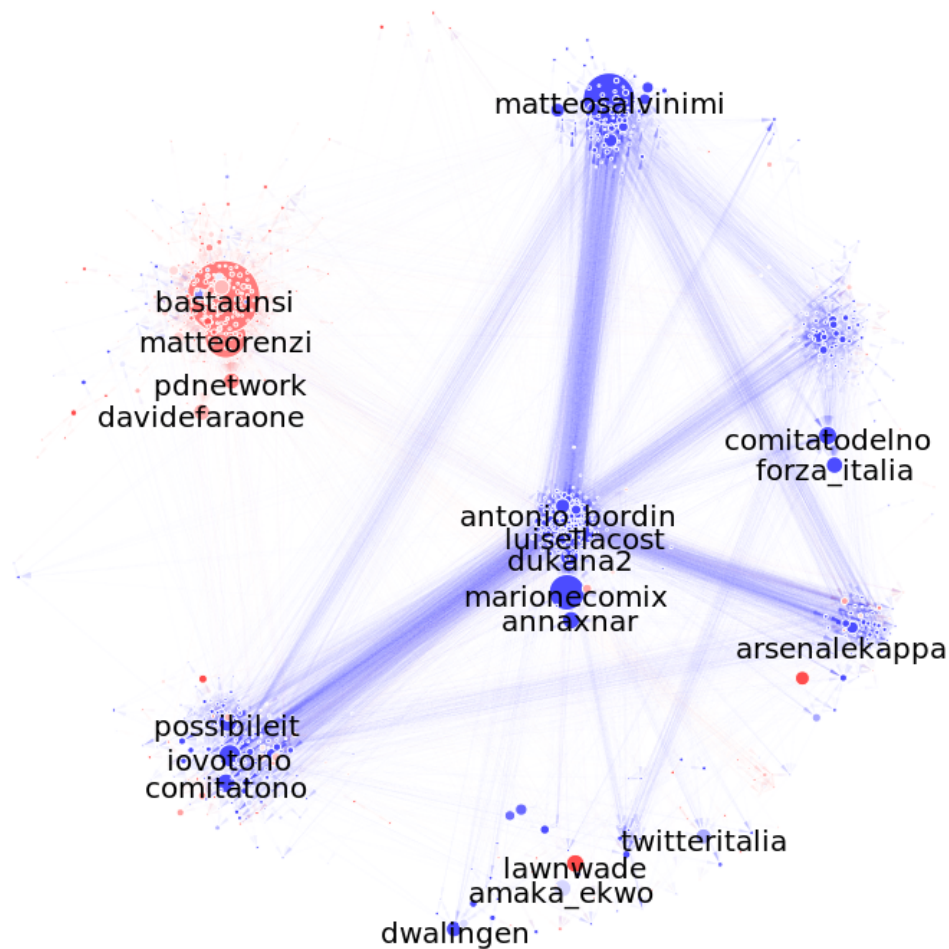 matteosalvinimi
bastaunsi
matteorenzi
pdnetwork
davidefaraone
comitatodelno
forza_italia
antonio_bordin
luisellacost
dukana2
marionecomix
annaxnar
arsenalekappa
possibileit
iovotono
comitatono
twitteritalia
lawnwade
amaka_ekwo
dwalingen